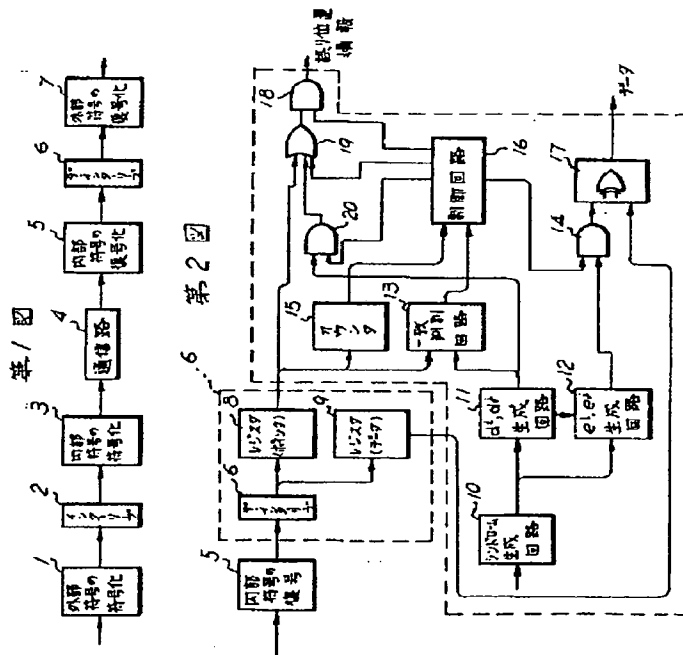 第1図
1
外部
符号の
符号化
2
インターリーブ
3
内部
符号の
符号化
4
通信路
5
内部
符号の
復号化
6
ディインターリーブ
7
外部
符号の
復号化
第2図
5
内部
符号の
復号
6
6
8
レジスタ
(ポインタ)
9
レジスタ
(データ)
10
シンドローム
生成
回路
11
生成
回路
12
生成
回路
13
一致
判別
回路
14
15
カウンタ
16
制御回路
17
18
19
20
誤り位置
情報
データ